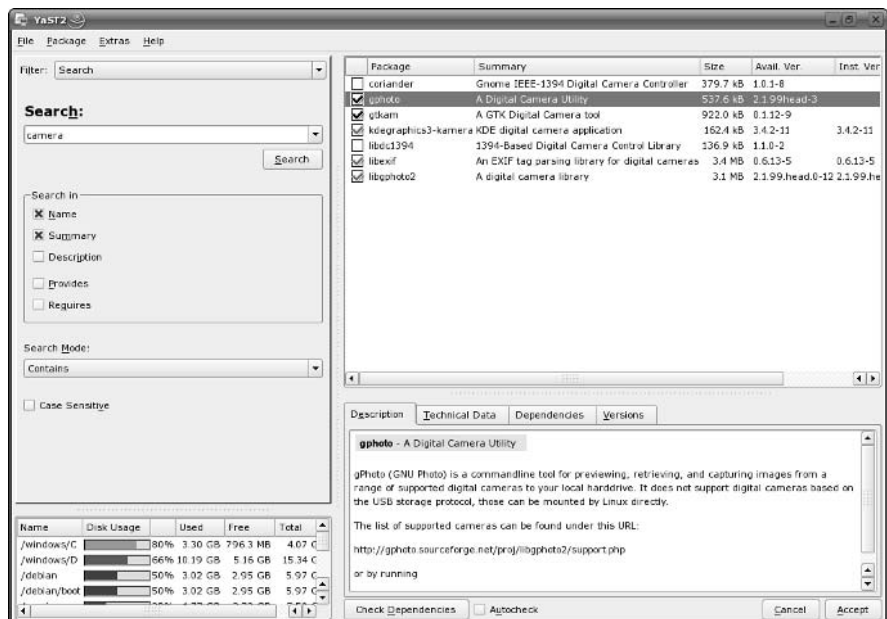 YaST2
File Package Extras Help
Filter: Search
Search:
camera
Search
Search in
Name
Summary
Description
Provides
Requires
Search Mode:
Contains
Case Sensitive
Name Disk Usage Used Free Total
/windows/C 80% 3.30 GB 796.3 MB 4.07 G
/windows/D 66% 10.19 GB 5.16 GB 15.34 G
/debian 50% 3.02 GB 2.95 GB 5.97 G
/debian/boot 50% 3.02 GB 2.95 GB 5.97 G
Package Summary Size Avail. Ver. Inst. Ver
coriander Gnome IEEE-1394 Digital Camera Controller 379.7 kB 1.0.1-8
gphoto A Digital Camera Utility 537.6 kB 2.1.99head-3
gtkam A GTK Digital Camera tool 922.0 kB 0.1.12-9
kdegraphics3-kamera KDE digital camera application 162.4 kB 3.4.2-11 3.4.2-11
libdc1394 1394-Based Digital Camera Control Library 136.9 kB 1.1.0-2
libexif An EXIF tag parsing library for digital cameras 3.4 MB 0.6.13-5 0.6.13-5
libgphoto2 A digital camera library 3.1 MB 2.1.99.head.0-12 2.1.99.he
Description Technical Data Dependencies Versions
gphoto - A Digital Camera Utility
gPhoto (GNU Photo) is a commandline tool for previewing, retrieving, and capturing images from a
range of supported digital cameras to your local harddrive. It does not support digital cameras based on
the USB storage protocol, those can be mounted by Linux directly.
The list of supported cameras can be found under this URL:
http://gphoto.sourceforge.net/proj/libgphoto2/support.php
or by running
Check Dependencies Autocheck Cancel Accept